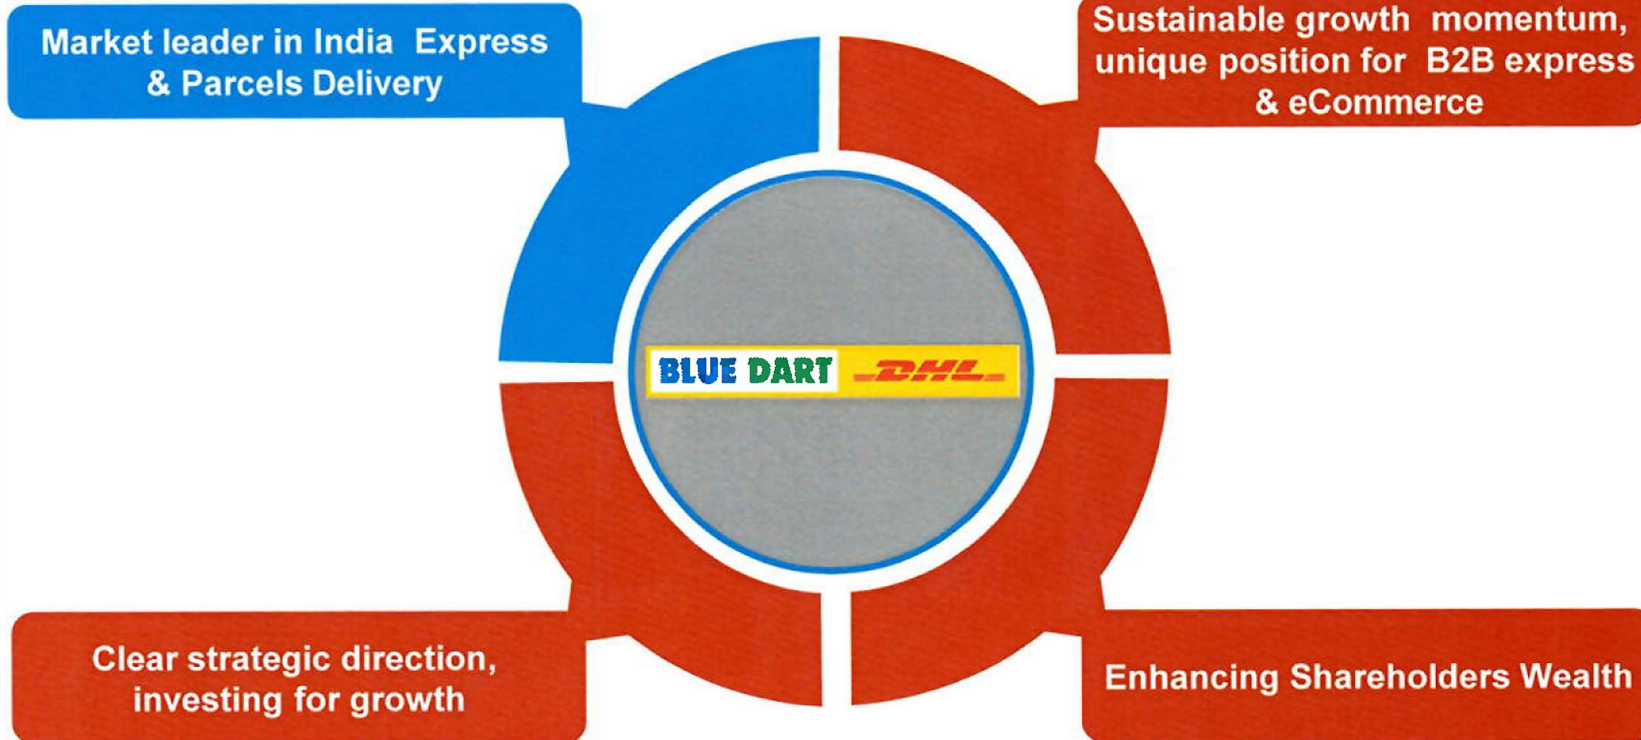 Market leader in India Express
& Parcels Delivery
Sustainable growth momentum,
unique position for B2B express
& eCommerce
BLUE DART DHL
Clear strategic direction,
investing for growth
Enhancing Shareholders Wealth